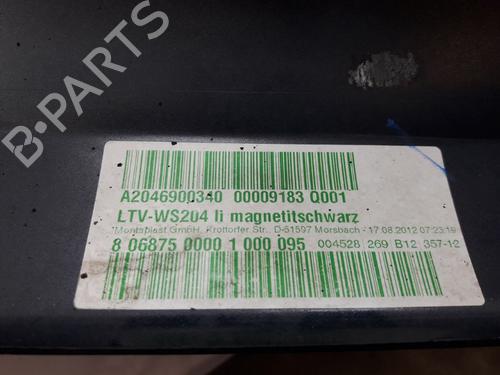 B-PARTS
A2046900340 00009183 Q001
LTV-WS204 li magnetitschwarz
Montaplast GmbH, Krottorfer Str., D-51597 Morsbach - 17.08.2012 07:23:19
8 06875 0000 1 000 095 004528 269 B12 357-12